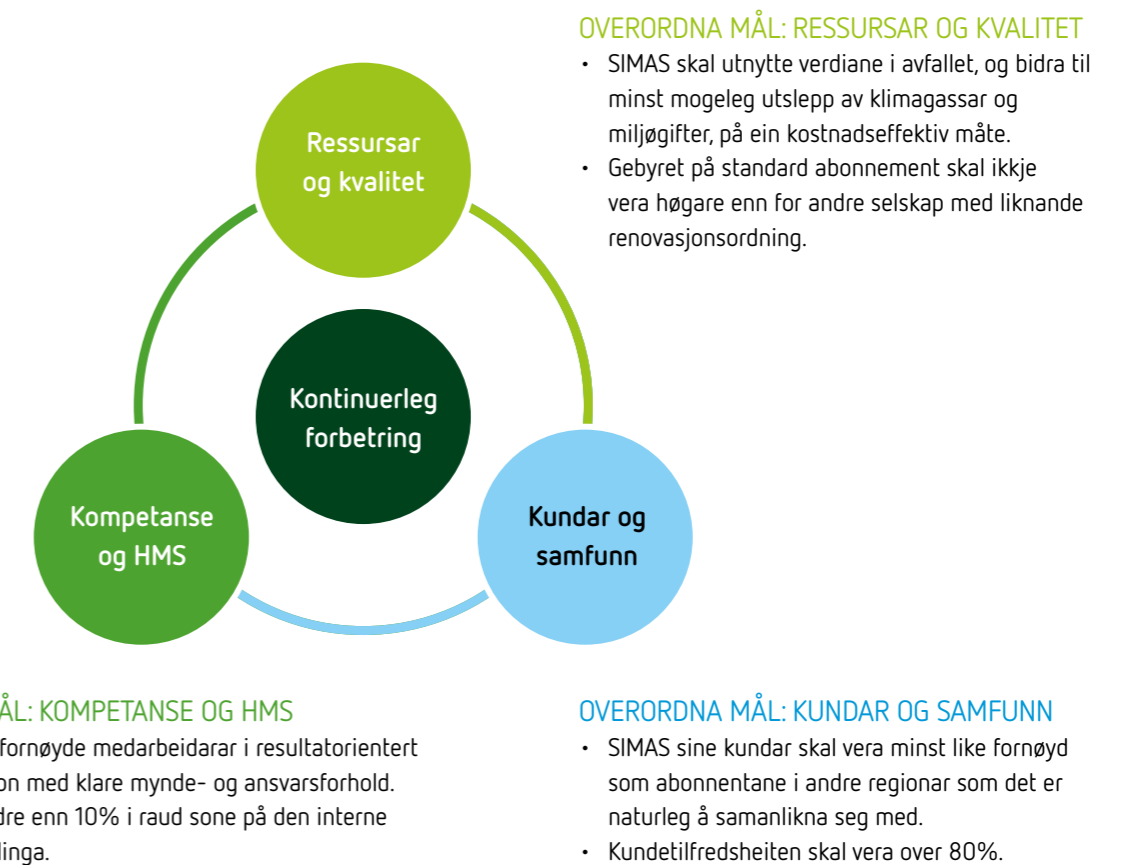 OVERORDNA MÅL: RESSURSAR OG KVALITET
• SIMAS skal utnytte verdiane i avfallet, og bidra til
minst mogeleg utslepp av klimagassar og
miljøgifter, på ein kostnadseffektiv måte.
• Gebyret på standard abonnement skal ikkje
vera høgare enn for andre selskap med liknande
renovasjonsordning.
Ressursar
og kvalitet
Kontinuerleg
forbetring
Kompetanse
og HMS
Kundar og
samfunn
MÅL: KOMPETANSE OG HMS
fornøyde medarbeidarar i resultatorientert
med klare mynde- og ansvarsforhold.
enn 10% i raud sone på den interne
OVERORDNA MÅL: KUNDAR OG SAMFUNN
• SIMAS sine kundar skal vera minst like fornøyd
som abonnentane i andre regionar som det er
naturleg å samanlikna seg med.
• Kundetilfredsheiten skal vera over 80%.